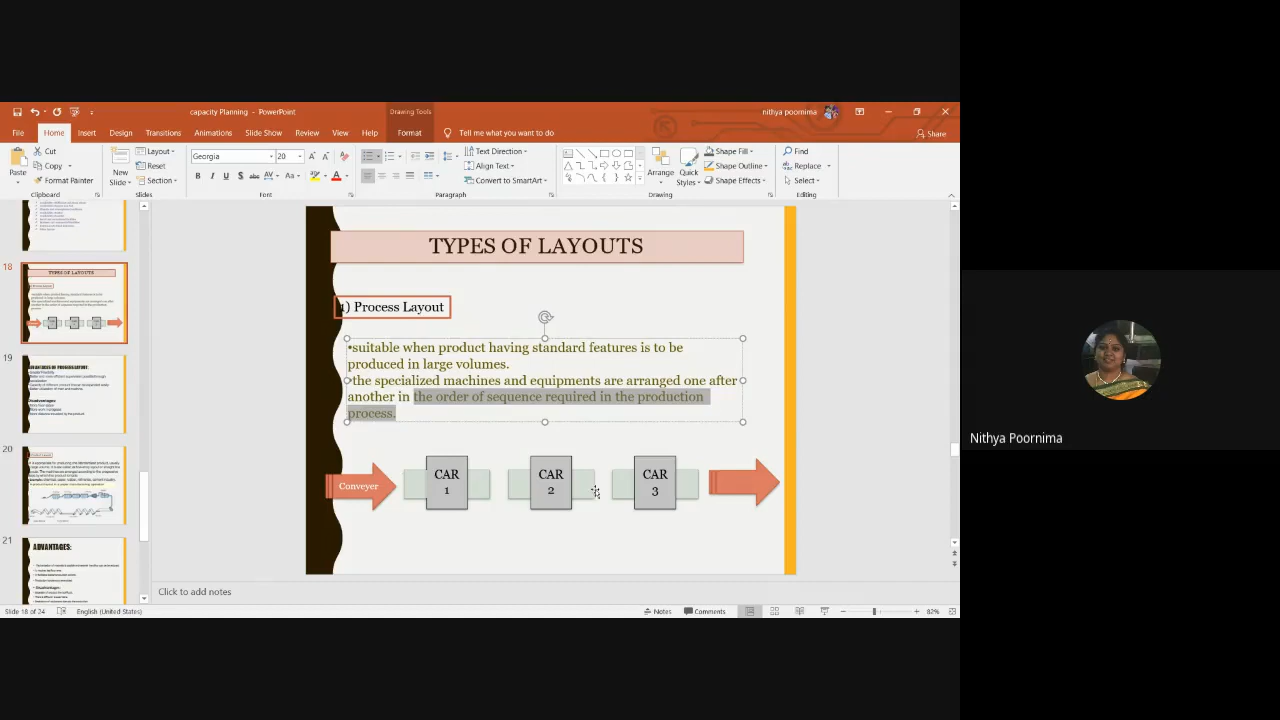 capacity Planning - PowerPoint
Drawing Tools
nithya poornima
File Home Insert Design Transitions Animations Slide Show Review View Help Format Tell me what you want to do
Share
Paste
Cut
Copy
Format Painter
Clipboard
New Slide
Layout
Reset
Section
Slides
Georgia 20
Font
Text Direction
Align Text
Convert to SmartArt
Paragraph
Arrange
Quick Styles
Shape Fill
Shape Outline
Shape Effects
Drawing
Find
Replace
Select
Editing
18
TYPES OF LAYOUTS
19
20
21
ADVANTAGES:
TYPES OF LAYOUTS
1) Process Layout
•suitable when product having standard features is to be
produced in large volumes.
•the specialized machines and equipments are arranged one after
another in the order of sequence required in the production
process.
Conveyer
CAR
1
CAR
2
CAR
3
Click to add notes
Slide 18 of 24 English (United States) Notes Comments 82%
Nithya Poornima